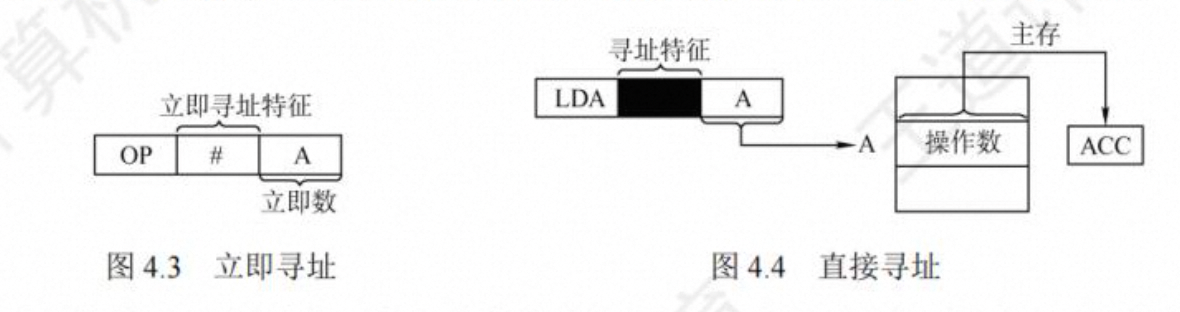 立即寻址特征
OP # A
立即数
图 4.3 立即寻址
寻址特征
LDA A
A
主存
操作数
ACC
图 4.4 直接寻址